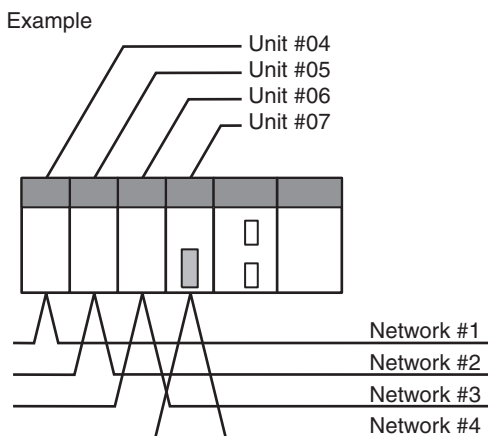 Example
Unit #04
Unit #05
Unit #06
Unit #07
Network #1
Network #2
Network #3
Network #4